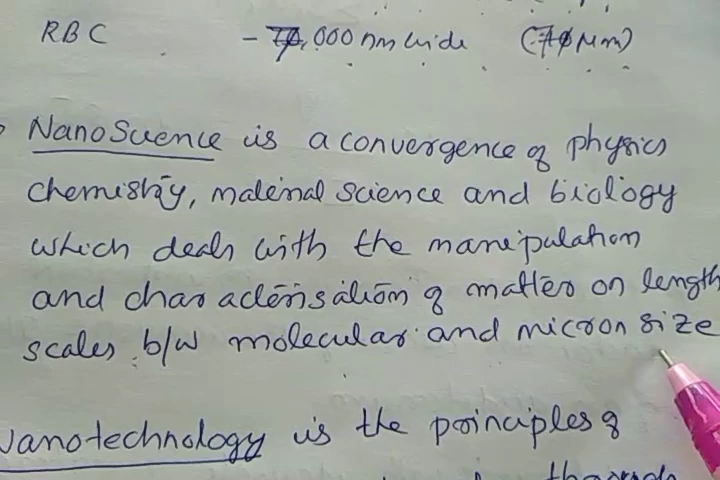 RBC - 7,000 nm wide (7 μm)
NanoScience is a convergence of physics
chemistry, material science and biology
which deals with the manipulation
and characterisation of matter on length
scales b/w molecular and micron size
Nanotechnology is the principles of